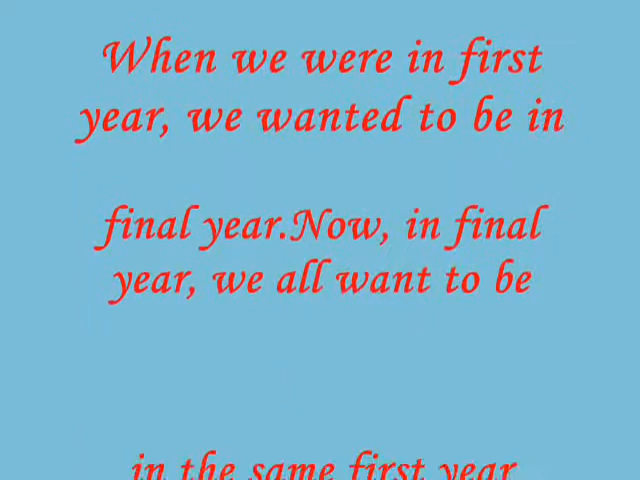 When we were in first
year, we wanted to be in
final year.Now, in final
year, we all want to be
in the same first year